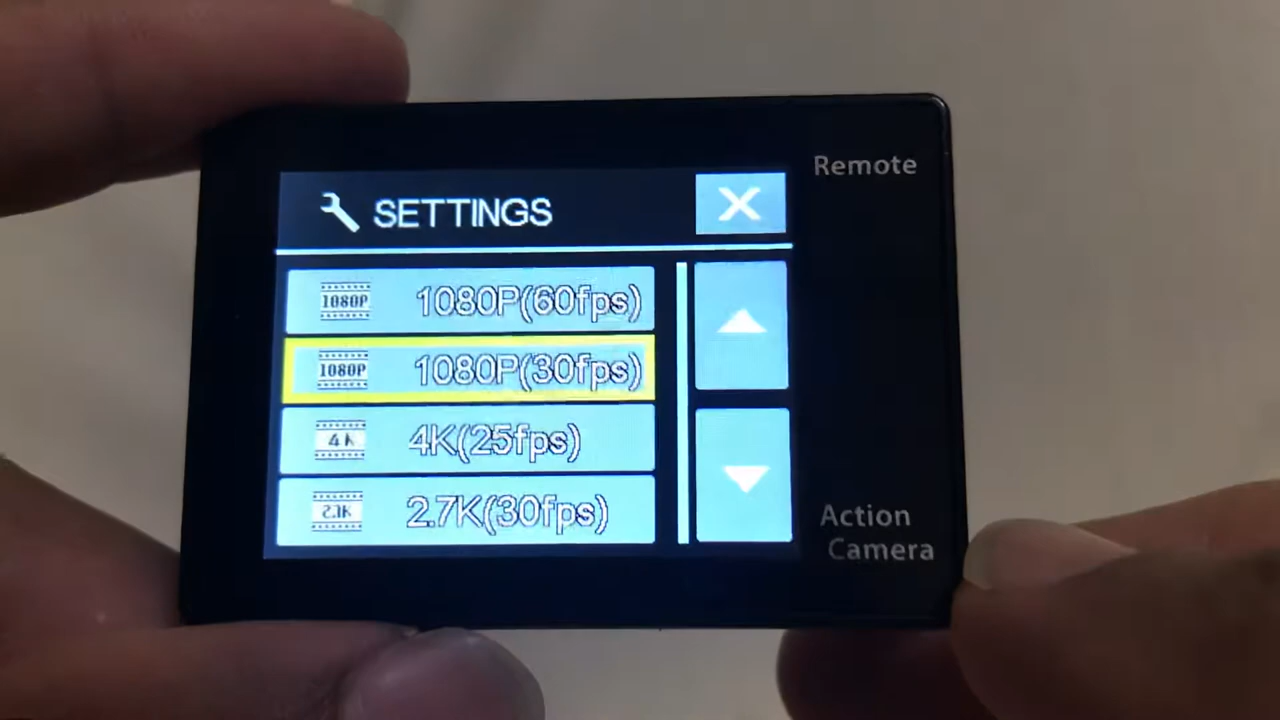 Remote
SETTINGS
1080P 1080P(60fps)
1080P 1080P(30fps)
4K 4K(25fps)
2.7K 2.7K(30fps)
Action
Camera